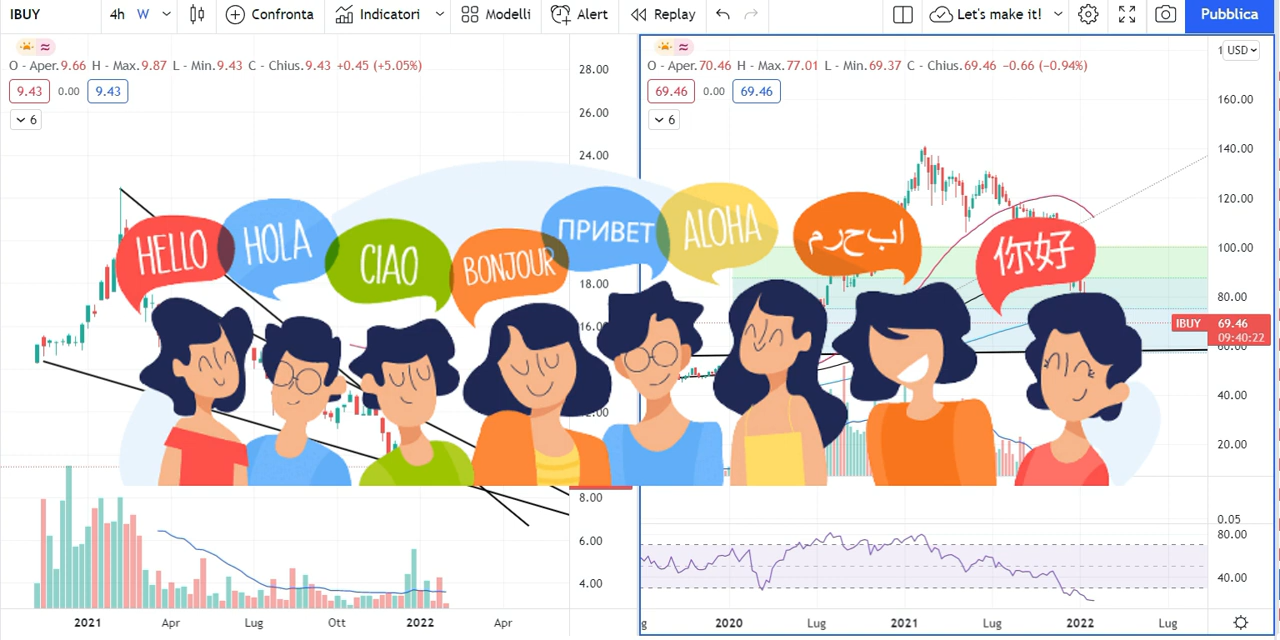 IBUY 4h W Confronta Indicatori Modelli Alert Replay Let's make it! Pubblica
O - Aper.9.66 H - Max.9.87 L - Min.9.43 C - Chius.9.43 +0.45 (+5.05%)
9.43 0.00 9.43
6
28.00
26.00
24.00
18.00
16.00
8.00
6.00
4.00
2021 Apr Lug Ott 2022 Apr
O - Aper.70.46 H - Max.77.01 L - Min.69.37 C - Chius.69.46 −0.66 (−0.94%)
USD
69.46 0.00 69.46
6
160.00
140.00
120.00
100.00
80.00
IBUY 69.46
09:40:22
60.00
40.00
20.00
0.05
80.00
40.00
2020 Lug 2021 Lug 2022 Lug
HELLO
HOLA
CIAO
BONJOUR
ПРИВЕТ
ALOHA
اب‌ح‌ر م
你好